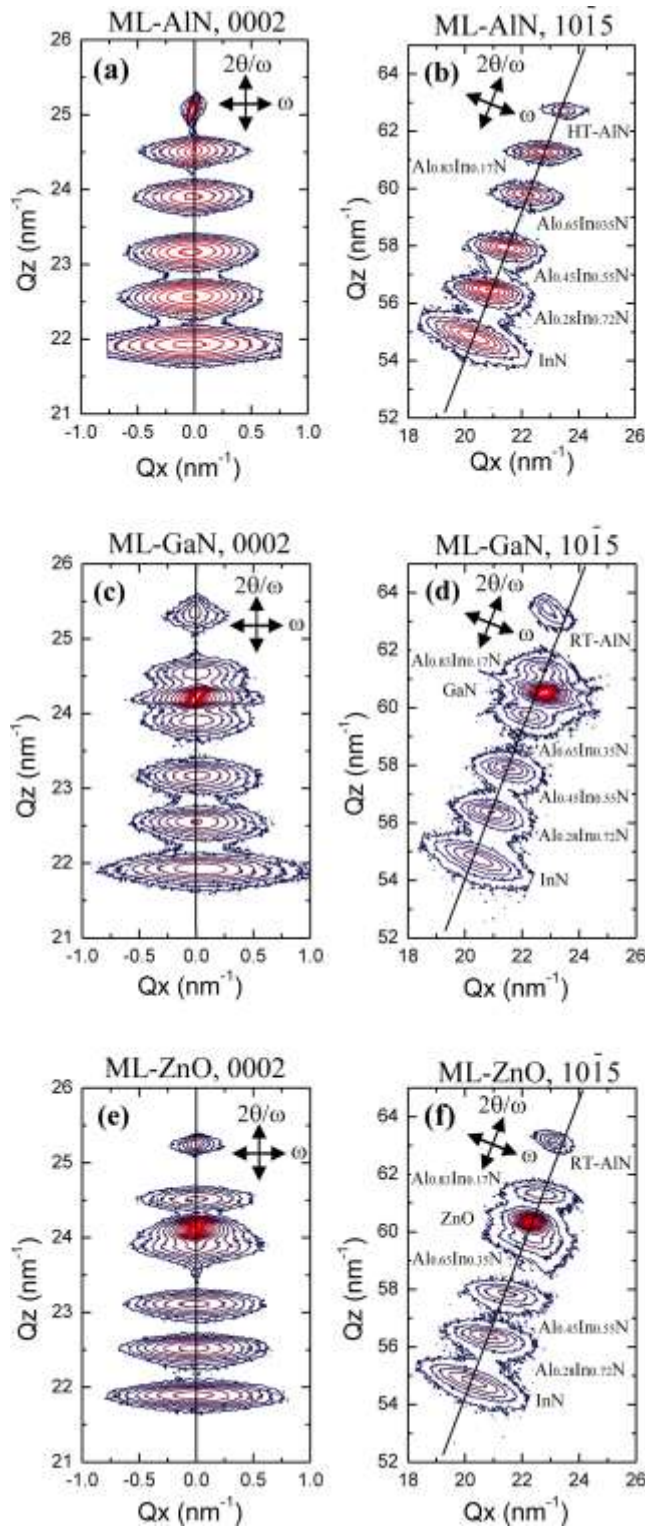 ML-AlN, 0002
(a)
2θ/ω
ω
26
25
24
23
22
21
Qz (nm⁻¹)
-1.0 -0.5 0.0 0.5 1.0
Qx (nm⁻¹)
ML-AlN, 101̄5
(b)
2θ/ω
ω
HT-AlN
Al0.83In0.17N
Al0.65In035N
Al0.45In0.55N
Al0.28In0.72N
InN
64
62
60
58
56
54
52
Qz (nm⁻¹)
18 20 22 24 26
Qx (nm⁻¹)
ML-GaN, 0002
(c)
2θ/ω
ω
26
25
24
23
22
21
Qz (nm⁻¹)
-1.0 -0.5 0.0 0.5 1.0
Qx (nm⁻¹)
ML-GaN, 101̄5
(d)
2θ/ω
ω
RT-AlN
Al0.83In0.17N
GaN
Al0.65In0.35N
Al0.45In0.55N
Al0.28In0.72N
InN
64
62
60
58
56
54
52
Qz (nm⁻¹)
18 20 22 24 26
Qx (nm⁻¹)
ML-ZnO, 0002
(e)
2θ/ω
ω
26
25
24
23
22
21
Qz (nm⁻¹)
-1.0 -0.5 0.0 0.5 1.0
Qx (nm⁻¹)
ML-ZnO, 101̄5
(f)
2θ/ω
ω
RT-AlN
Al0.83In0.17N
ZnO
Al0.65In0.35N
Al0.45In0.55N
Al0.28In0.72N
InN
64
62
60
58
56
54
52
Qz (nm⁻¹)
18 20 22 24 26
Qx (nm⁻¹)